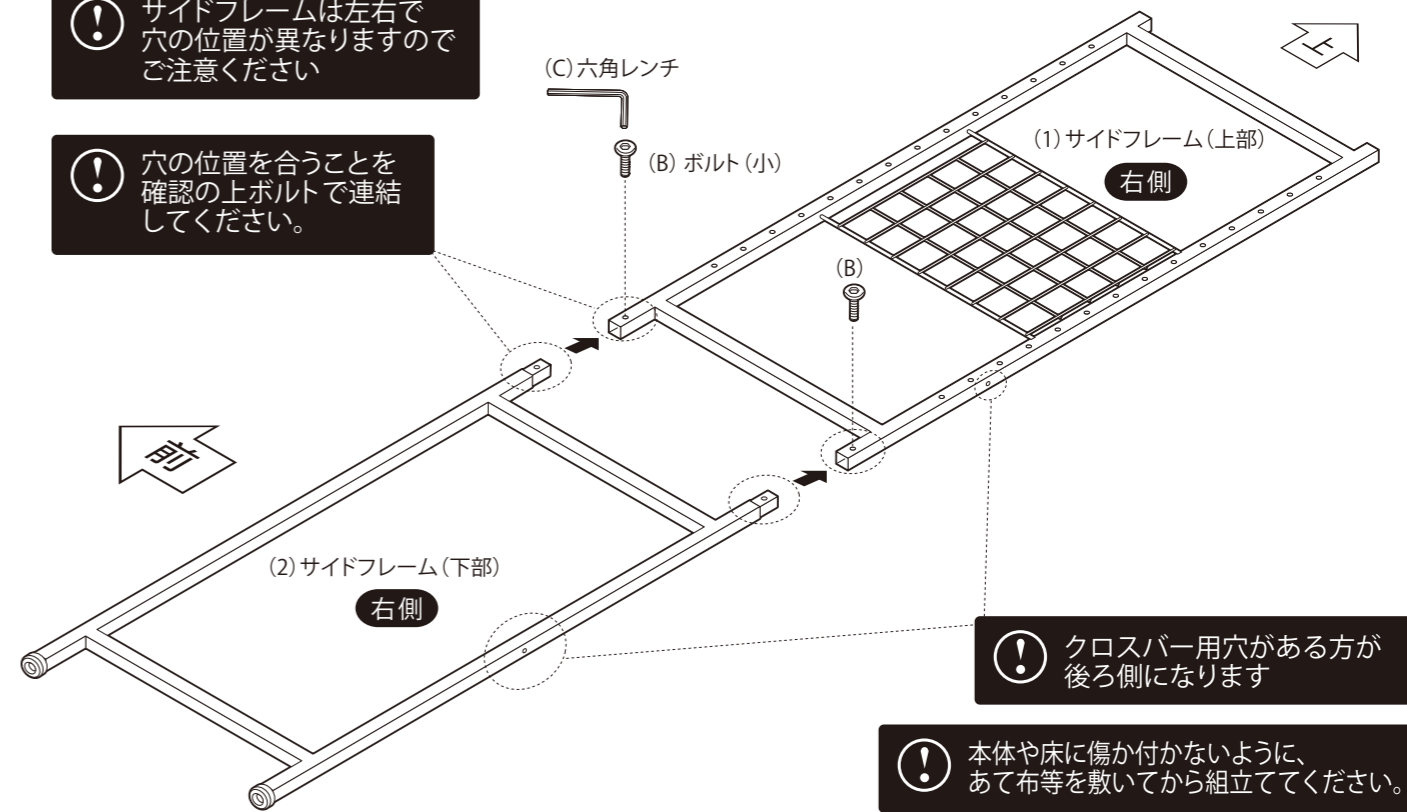 サイドフレームは左右で
穴の位置が異なりますので
ご注意ください
(C)六角レンチ
上
穴の位置を合うことを
確認の上ボルトで連結
してください。
(B) ボルト(小)
(1)サイドフレーム(上部)
右側
(B)
前
(2)サイドフレーム(下部)
右側
クロスバー用穴がある方が
後ろ側になります
本体や床に傷か付かないように、
あて布等を敷いてから組立ててください。